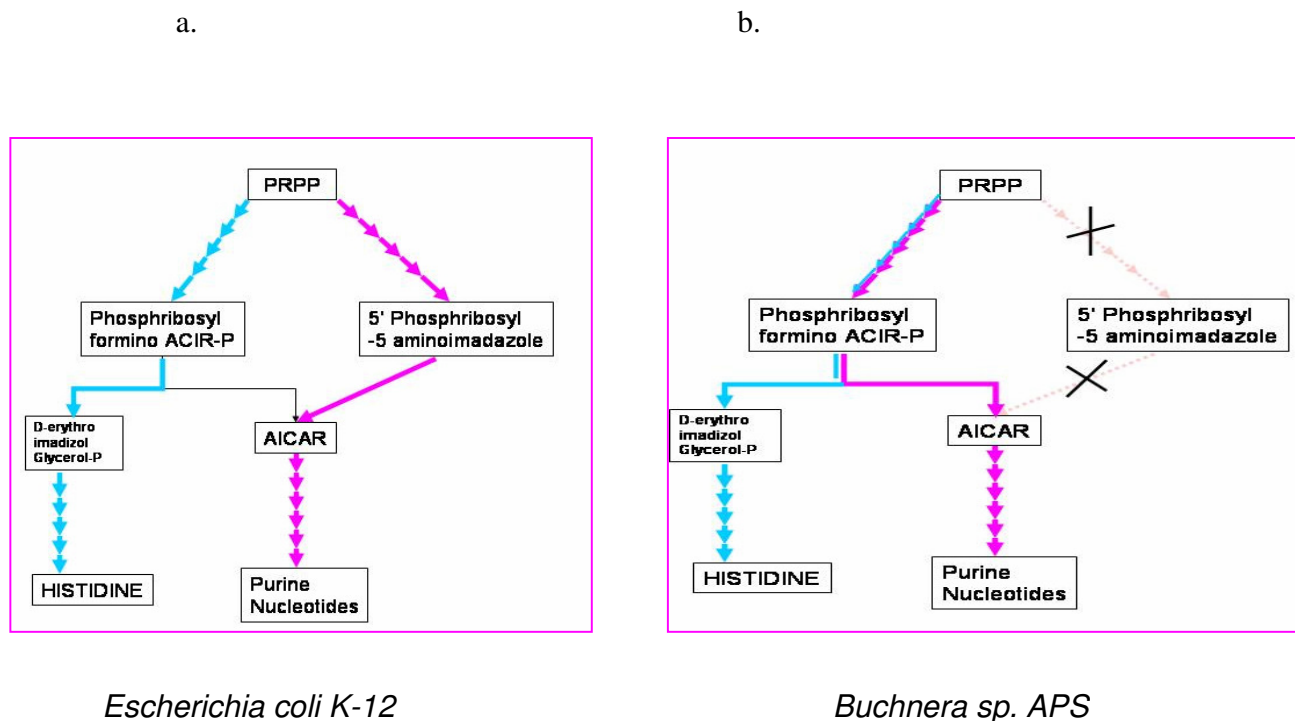 a.
b.
PRPP
Phosphribosyl
formino ACIR-P
5' Phosphribosyl
-5 aminoimadazole
D-erythro
imadizol
Glycerol-P
AICAR
HISTIDINE
Purine
Nucleotides
PRPP
Phosphribosyl
formino ACIR-P
5' Phosphribosyl
-5 aminoimadazole
D-erythro
imadizol
Glycerol-P
AICAR
HISTIDINE
Purine
Nucleotides
Escherichia coli K-12
Buchnera sp. APS